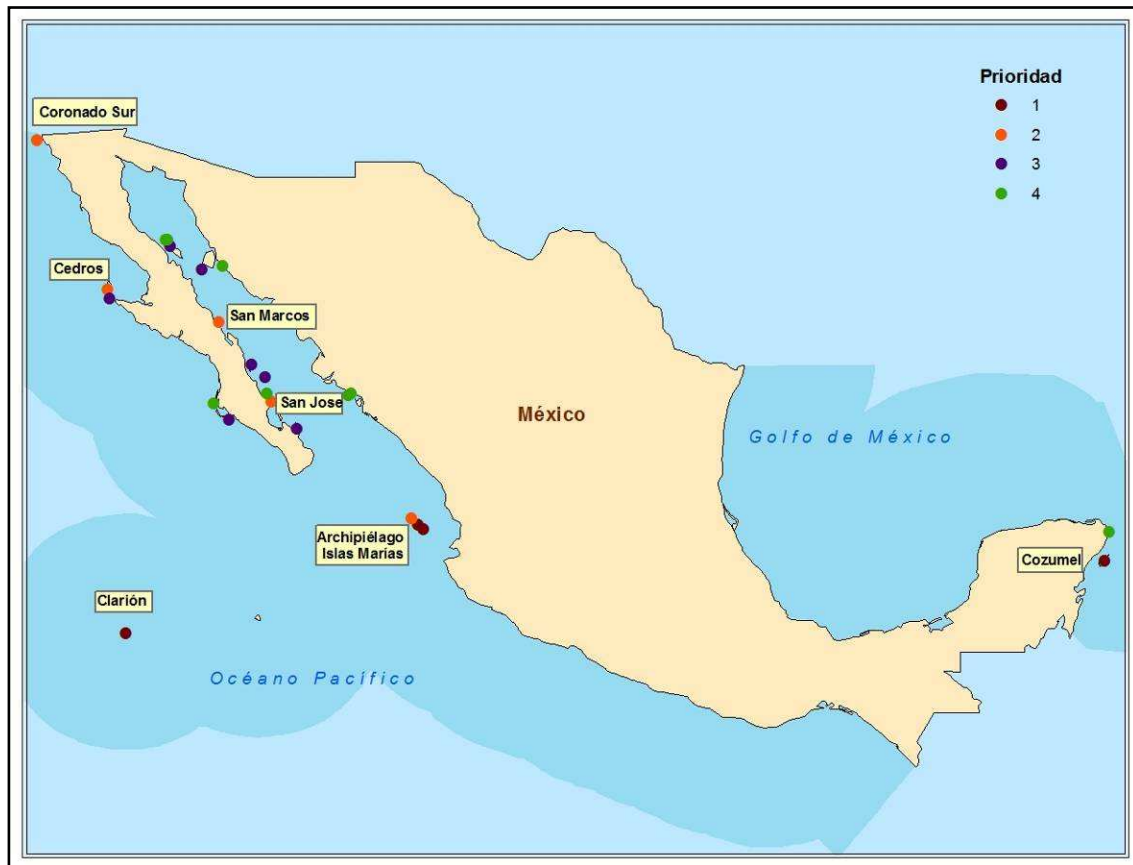 Prioridad
1
2
3
4
Coronado Sur
Cedros
San Marcos
San Jose
México
Golfo de México
Archipiélago
Islas Marías
Cozumel
Clarión
Océano Pacífico